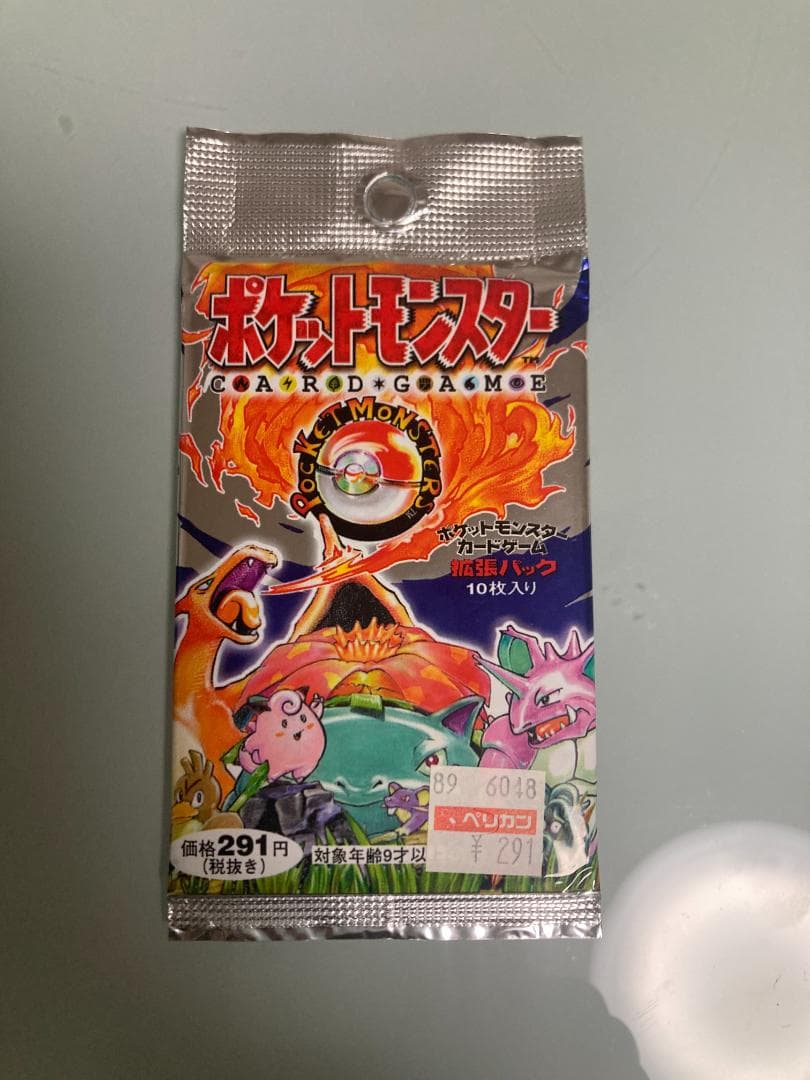 ポケットモンスター
TM
CARD*GAME
POCKET MONSTERS
ポケットモンスター
カードゲーム
拡張パック
10枚入り
89 6048
ペリカン
¥ 291
価格291円
(税抜き)
対象年齢9才以